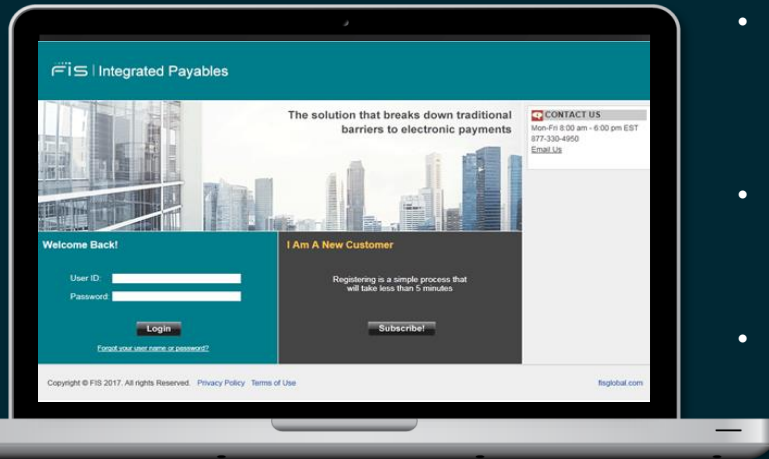 FIS | Integrated Payables
The solution that breaks down traditional
barriers to electronic payments
CONTACT US
Mon-Fri 8:00 am - 6:00 pm EST
877-330-4950
Email Us
Welcome Back!
User ID:
Password:
Login
Forgot your user name or password?
I Am A New Customer
Registering is a simple process that
will take less than 5 minutes
Subscribe!
Copyright © FIS 2017. All rights Reserved. Privacy Policy Terms of Use
fisglobal.com